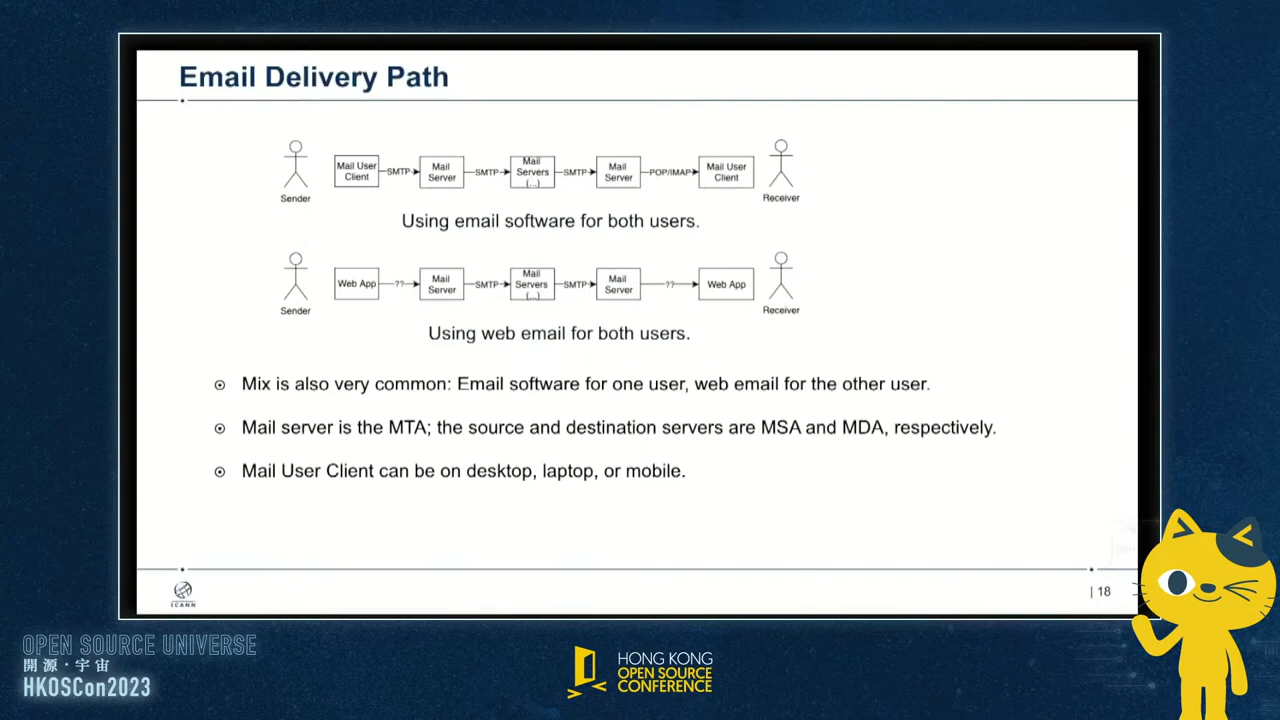 Email Delivery Path
Mail User
Client
SMTP
Mail
Server
SMTP
Mail
Servers
(...)
SMTP
Mail
Server
POP/IMAP
Mail User
Client
Sender
Receiver
Using email software for both users.
Web App
??
Mail
Server
SMTP
Mail
Servers
(...)
SMTP
Mail
Server
??
Web App
Sender
Receiver
Using web email for both users.
Mix is also very common: Email software for one user, web email for the other user.
Mail server is the MTA; the source and destination servers are MSA and MDA, respectively.
Mail User Client can be on desktop, laptop, or mobile.
ICANN
| 18
OPEN SOURCE UNIVERSE
開源·宇宙
HKOSCon2023
HONG KONG
OPEN SOURCE
CONFERENCE